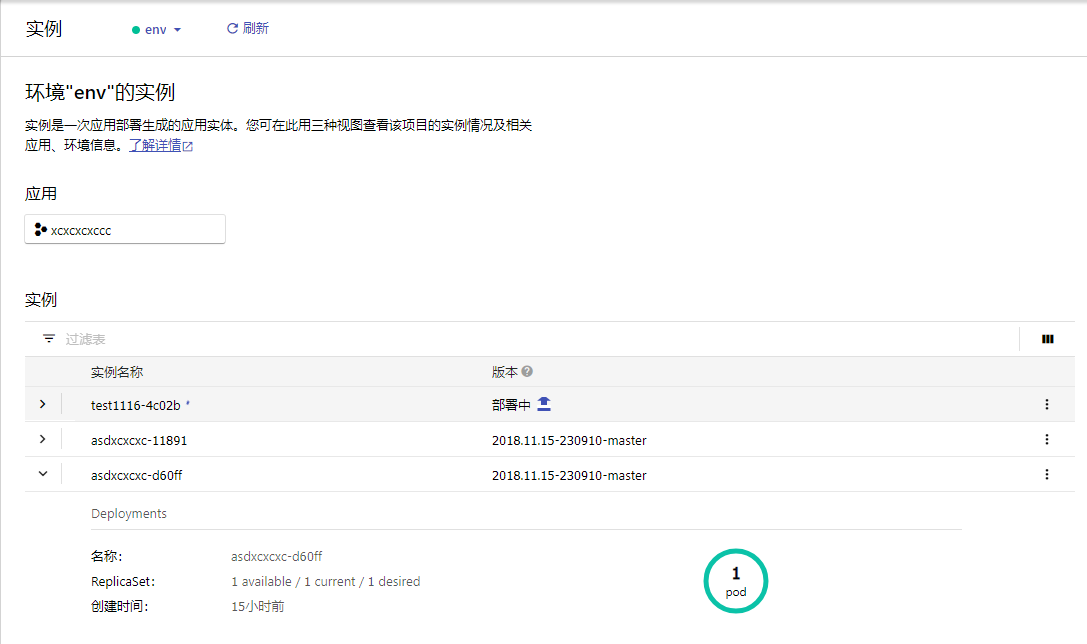 实例 env 刷新
环境"env"的实例
实例是一次应用部署生成的应用实体。您可在此用三种视图查看该项目的实例情况及相关
应用、环境信息。了解详情
应用
xcxcxcxccc
实例
过滤表
实例名称 版本
test1116-4c02b 部署中
asdxcxcxc-11891 2018.11.15-230910-master
asdxcxcxc-d60ff 2018.11.15-230910-master
Deployments
名称: asdxcxcxc-d60ff
ReplicaSet: 1 available / 1 current / 1 desired
创建时间: 15小时前
1
pod